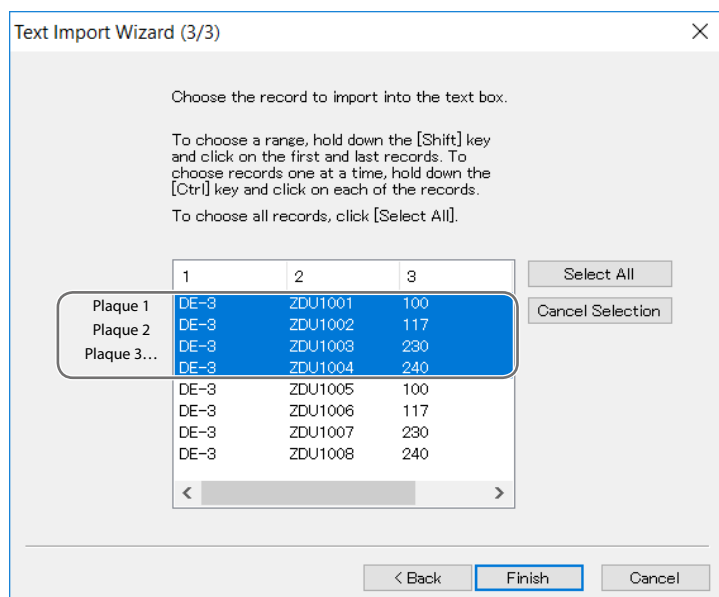 Text Import Wizard (3/3)
Choose the record to import into the text box.
To choose a range, hold down the [Shift] key
and click on the first and last records. To
choose records one at a time, hold down the
[Ctrl] key and click on each of the records.
To choose all records, click [Select All].
1 2 3
Select All
Plaque 1 DE-3 ZDU1001 100
Cancel Selection
Plaque 2 DE-3 ZDU1002 117
Plaque 3... DE-3 ZDU1003 230
DE-3 ZDU1004 240
DE-3 ZDU1005 100
DE-3 ZDU1006 117
DE-3 ZDU1007 230
DE-3 ZDU1008 240
< Back Finish Cancel